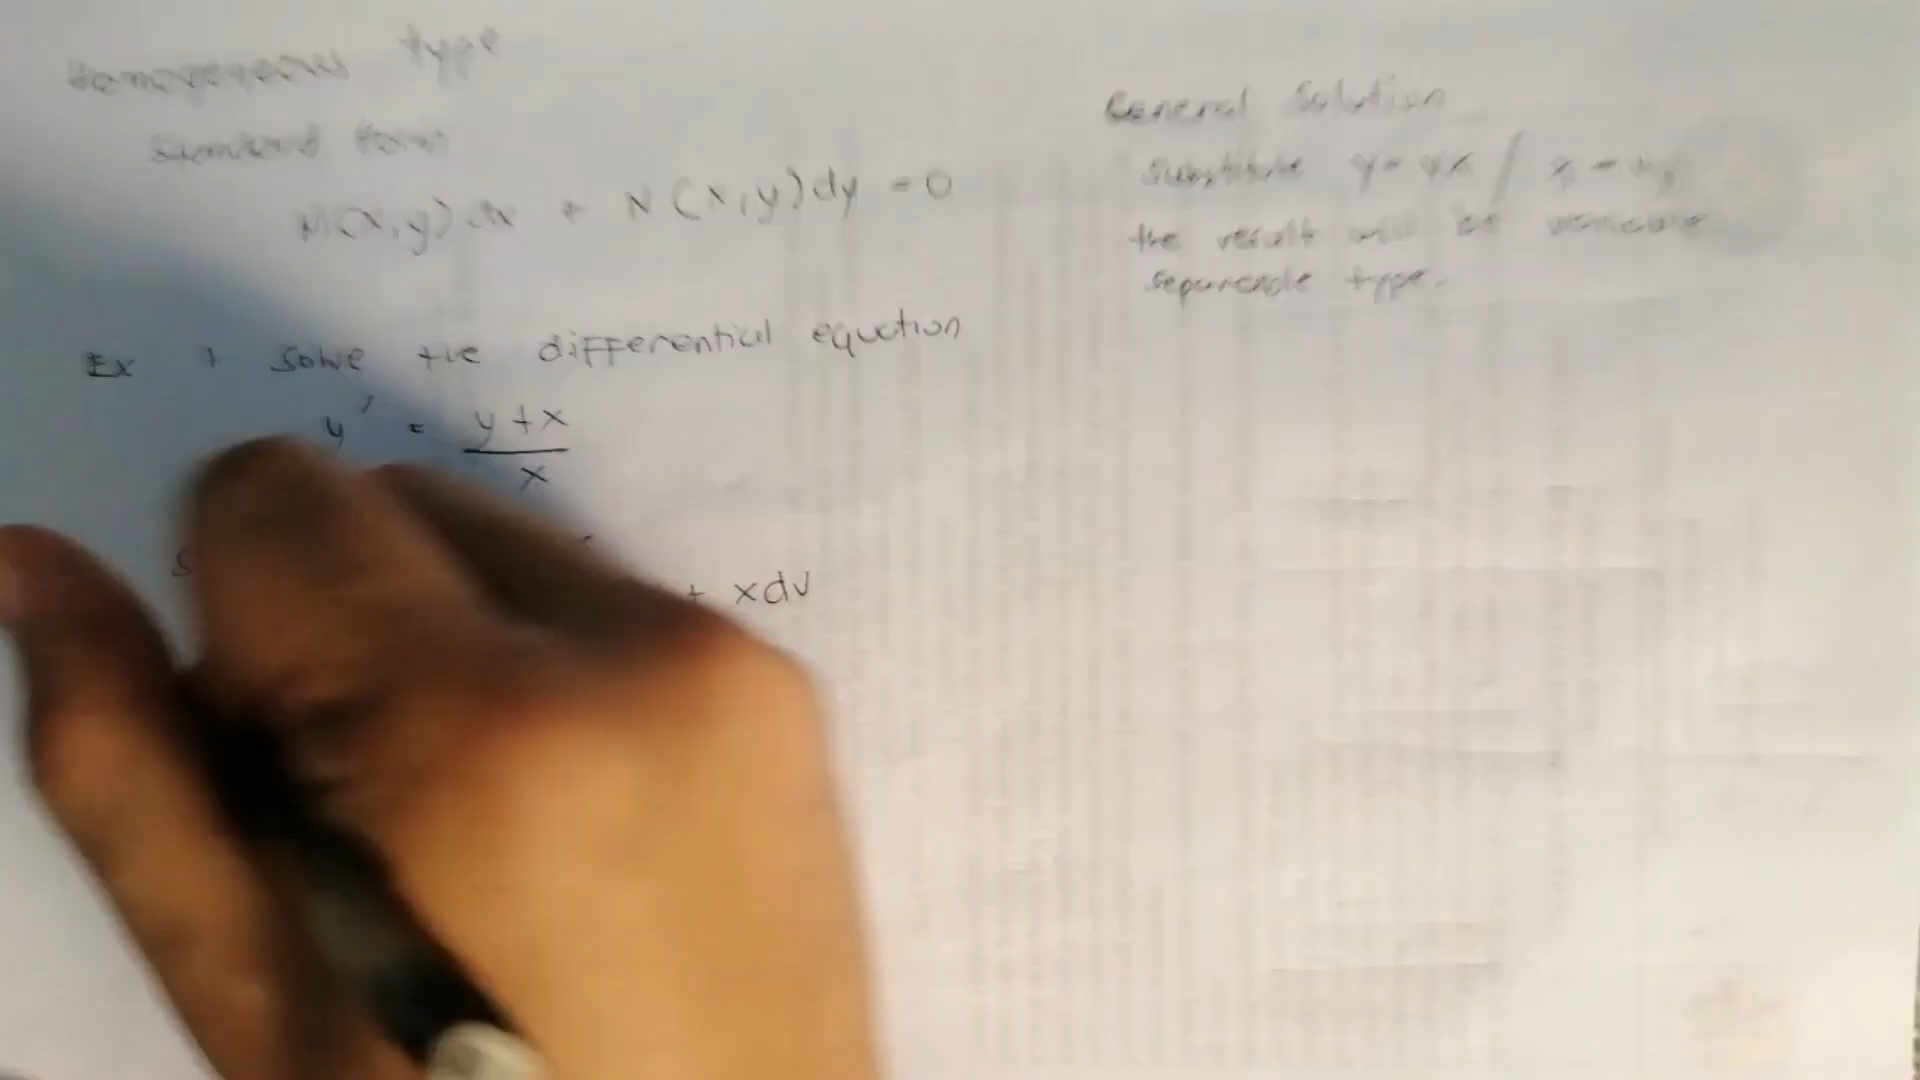 Homogeneous type
Standard form
M(x,y) dx + N(x,y) dy = 0
Ex 1 solve the differential equation
y' = y + x
x
+ xdv
General Solution
Substitute y = vx / x = vy
the result will be variable
separable type.